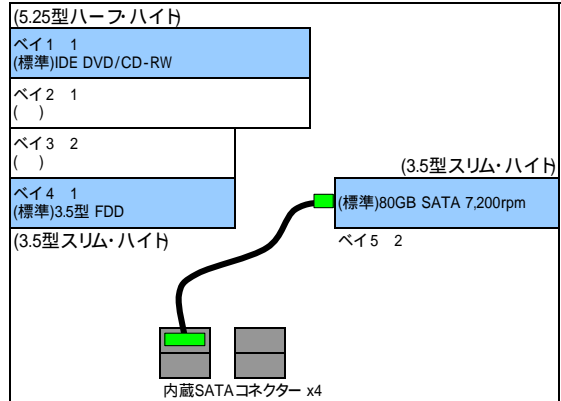 (5.25型ハーフ・ハイト)
ベイ1 1
(標準)IDE DVD/CD-RW
ベイ2 1
( )
ベイ3 2
( )
ベイ4 1
(標準)3.5型 FDD
(3.5型スリム・ハイト)
(3.5型スリム・ハイト)
(標準)80GB SATA 7,200rpm
ベイ5 2
内蔵SATAコネクター x4